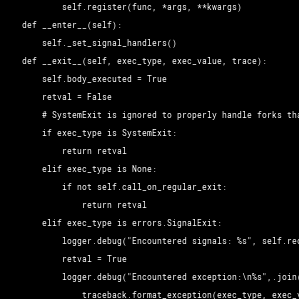 self.register(func, *args, **kwargs)
def __enter__(self):
self._set_signal_handlers()
def __exit__(self, exec_type, exec_value, trace):
self.body_executed = True
retval = False
# SystemExit is ignored to properly handle forks tha
if exec_type is SystemExit:
return retval
elif exec_type is None:
if not self.call_on_regular_exit:
return retval
elif exec_type is errors.SignalExit:
logger.debug("Encountered signals: %s", self.rec
retval = True
logger.debug("Encountered exception:\n%s",.join
traceback.format_exception(exec_type, exec_v